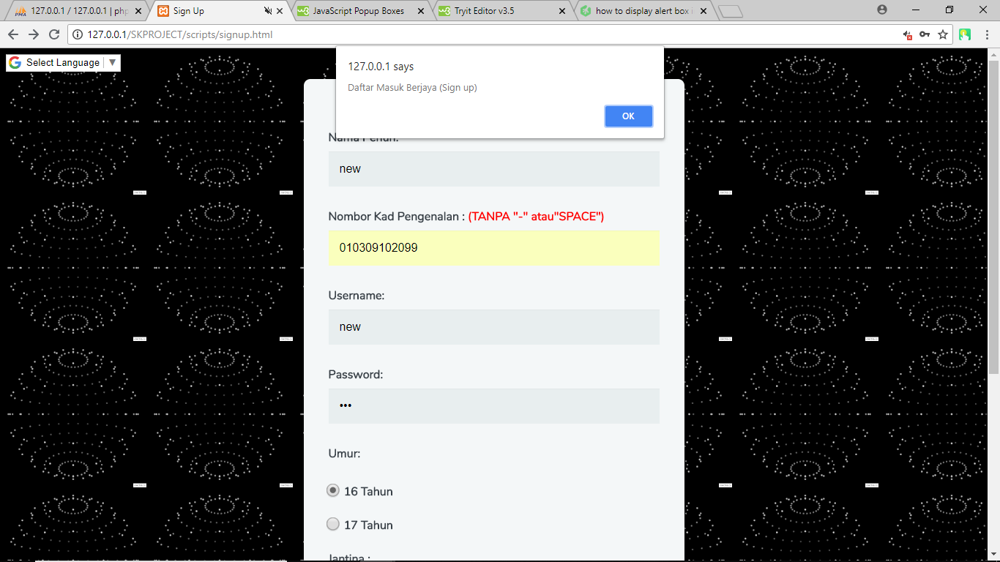 127.0.0.1 / 127.0.0.1 | php
Sign Up
JavaScript Popup Boxes
Tryit Editor v3.5
how to display alert box i
127.0.0.1/SKPROJECT/scripts/signup.html
Select Language
127.0.0.1 says
Daftar Masuk Berjaya (Sign up)
OK
Nama Penuh:
new
Nombor Kad Pengenalan : (TANPA "-" atau"SPACE")
010309102099
Username:
new
Password:
•••
Umur:
16 Tahun
17 Tahun
Jantina :